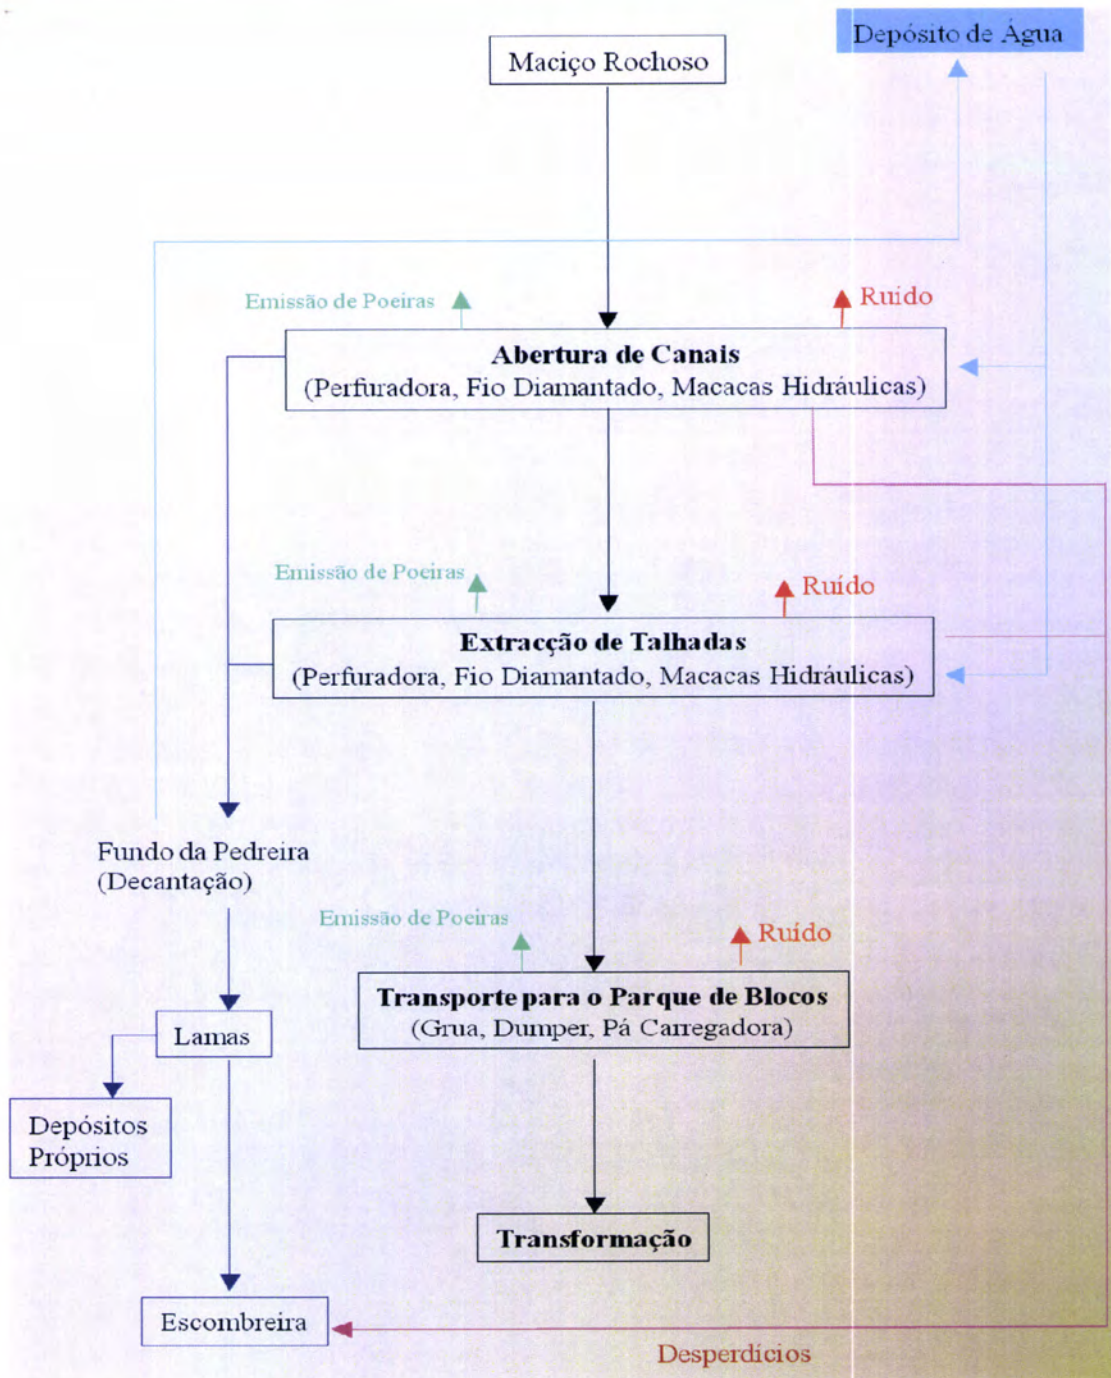 Depósito de Água
Maciço Rochoso
Emissão de Poeiras
Ruído
Abertura de Canais
(Perfuradora, Fio Diamantado, Macacas Hidráulicas)
Emissão de Poeiras
Ruído
Extracção de Talhadas
(Perfuradora, Fio Diamantado, Macacas Hidráulicas)
Fundo da Pedreira
(Decantação)
Emissão de Poeiras
Ruído
Transporte para o Parque de Blocos
(Grua, Dumper, Pá Carregadora)
Lamas
Depósitos
Próprios
Transformação
Escombreira
Desperdícios